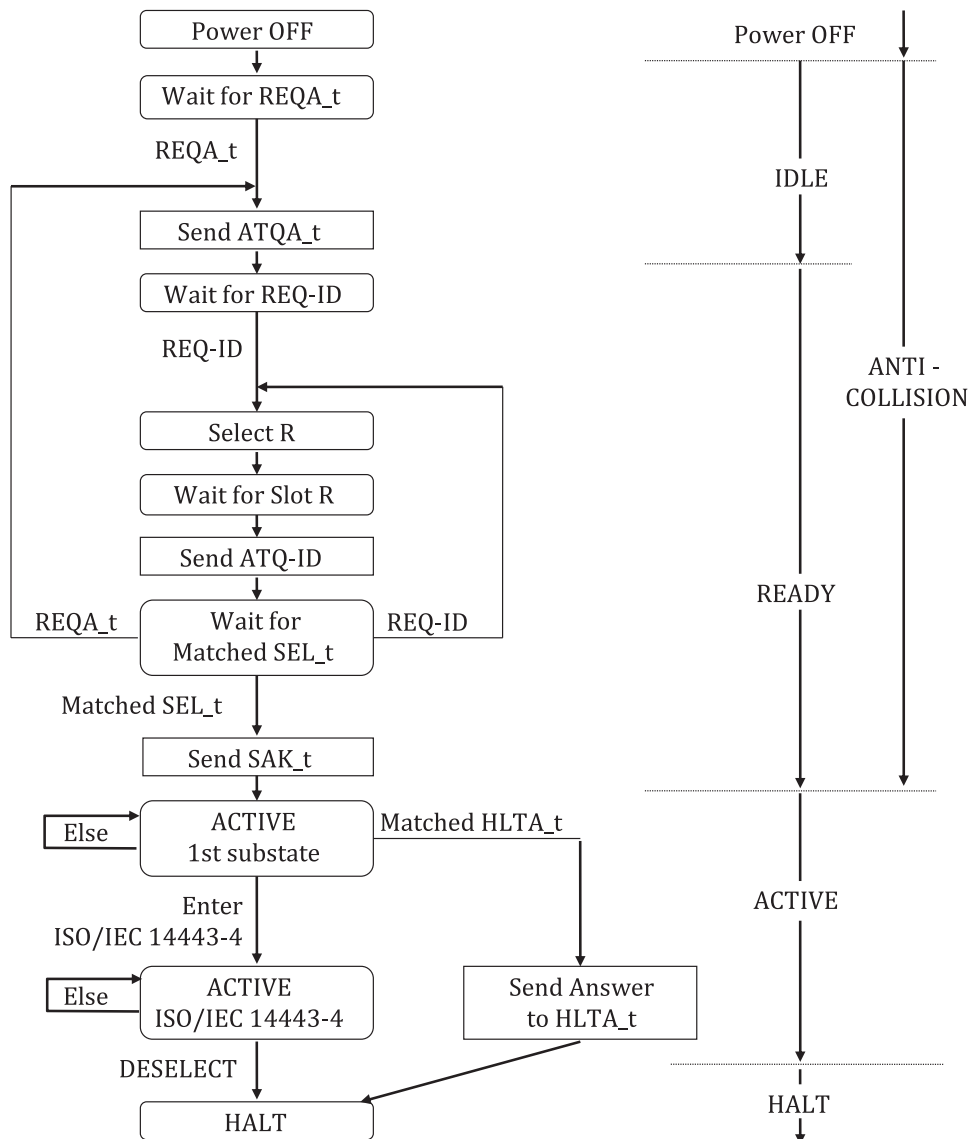 Power OFF
Wait for REQA_t
REQA_t
Send ATQA_t
Wait for REQ-ID
REQ-ID
Select R
Wait for Slot R
Send ATQ-ID
REQA_t
Wait for
Matched SEL_t
REQ-ID
Matched SEL_t
Send SAK_t
Else
ACTIVE
1st substate
Matched HLTA_t
Enter
ISO/IEC 14443-4
Else
ACTIVE
ISO/IEC 14443-4
Send Answer
to HLTA_t
DESELECT
HALT
Power OFF
IDLE
ANTI -
COLLISION
READY
ACTIVE
HALT